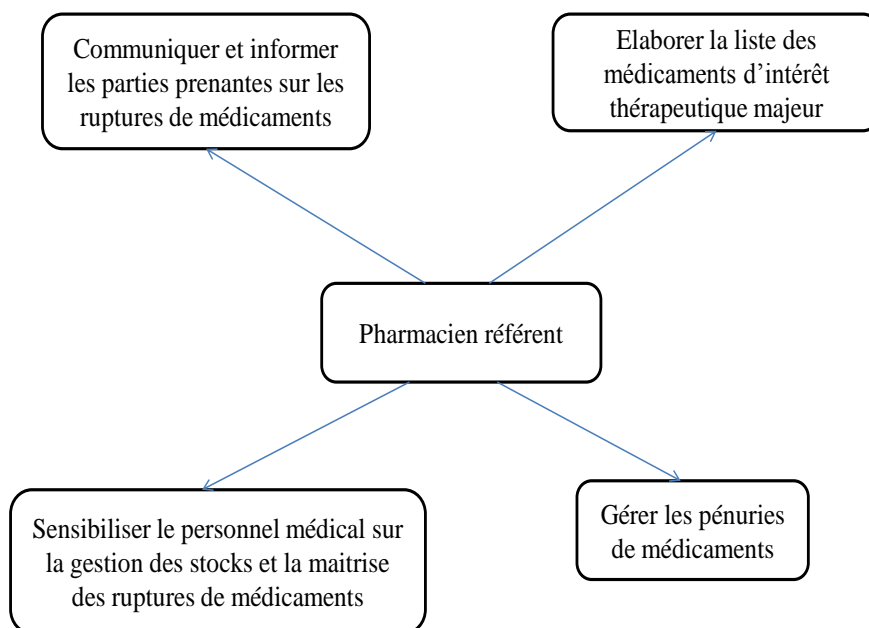 Communiquer et informer
les parties prenantes sur les
ruptures de médicaments
Elaborer la liste des
médicaments d'intérêt
thérapeutique majeur
Pharmacien référent
Sensibiliser le personnel médical sur
la gestion des stocks et la maitrise
des ruptures de médicaments
Gérer les pénuries
de médicaments